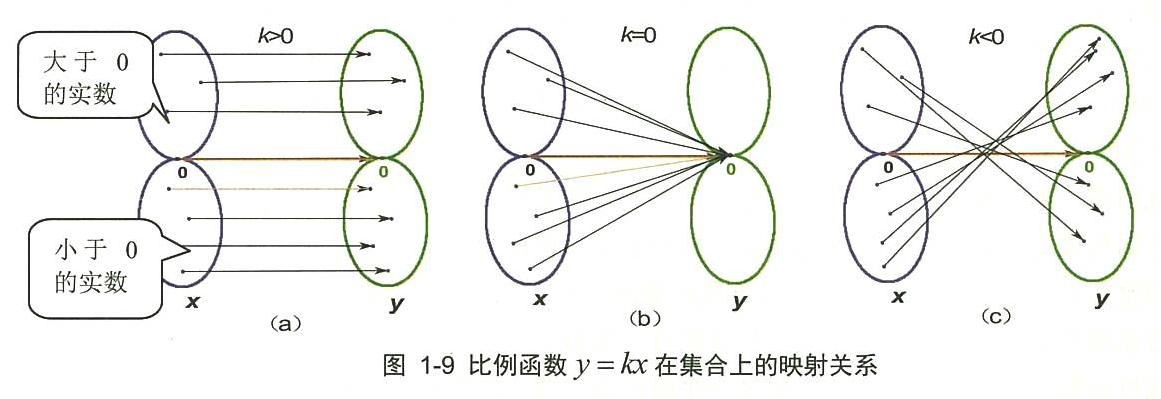 大于 0
的实数
小于 0
的实数
k>0
0
0
x
y
(a)
k=0
0
0
x
y
(b)
k<0
0
0
x
y
(c)
图 1-9 比例函数 y = kx 在集合上的映射关系